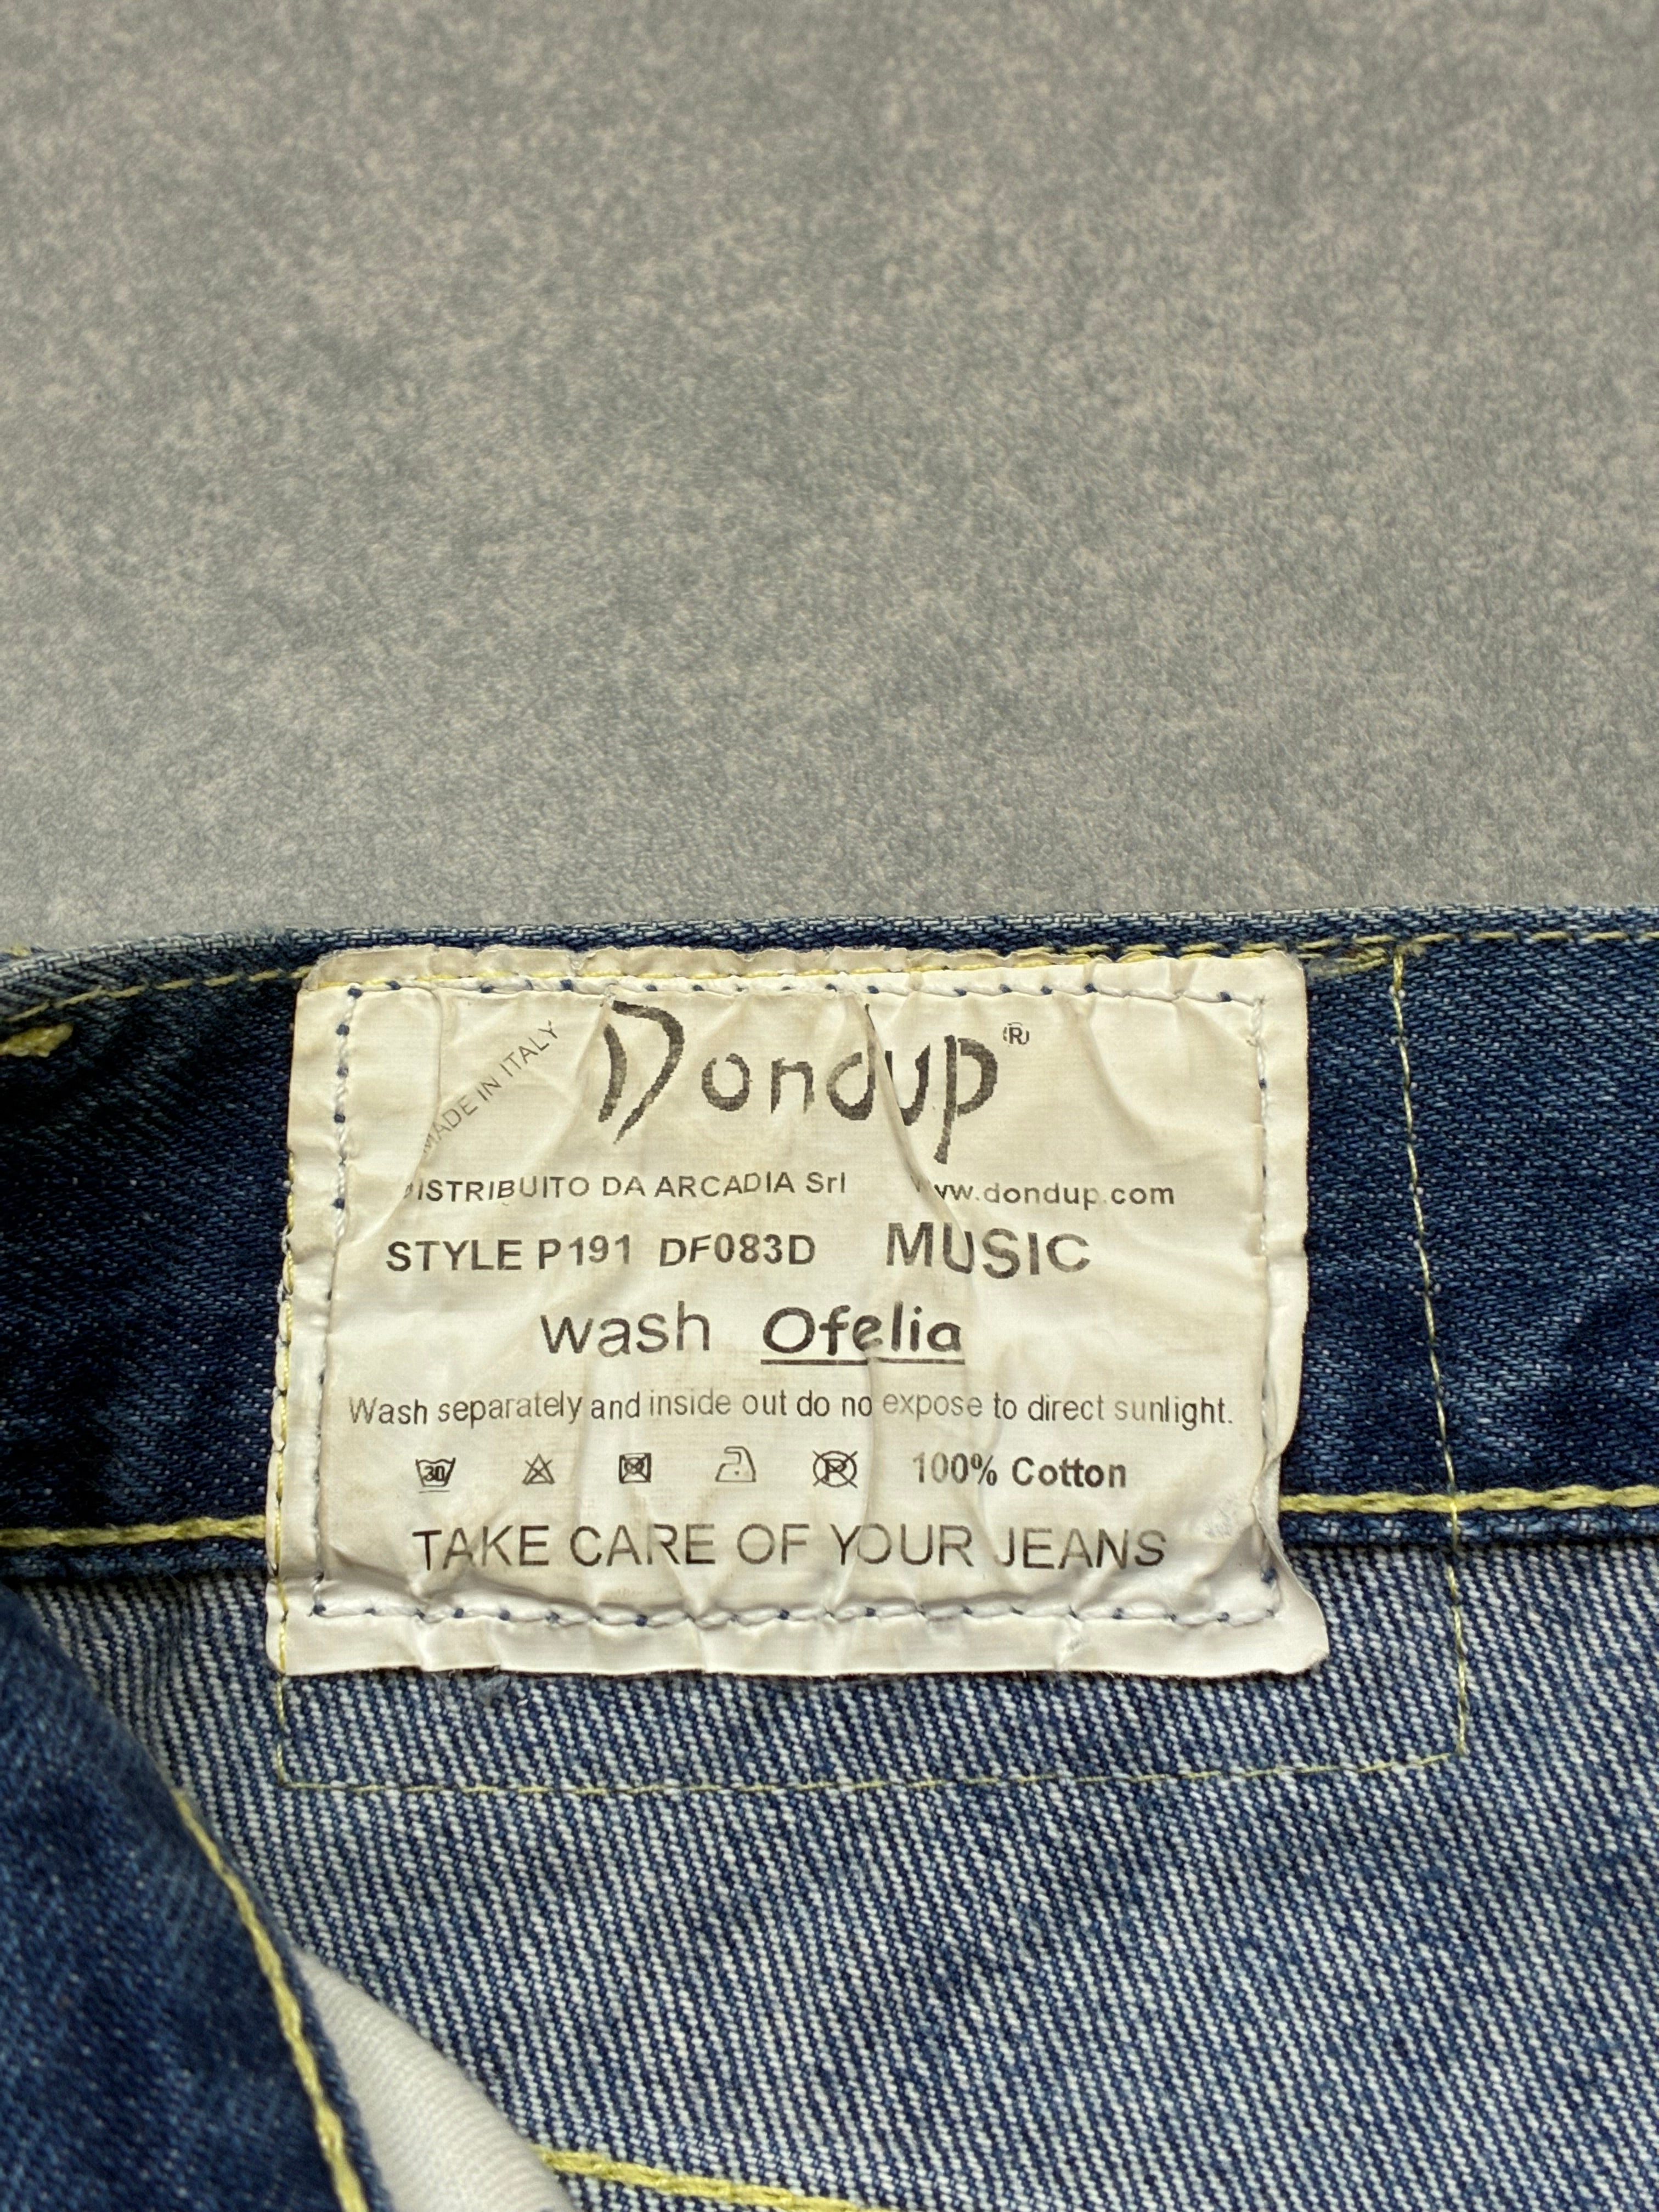 MADE IN ITALY
Dondup®
DISTRIBUITO DA ARCADIA Srl www.dondup.com
STYLE P191 DF083D MUSIC
wash Ofelia
Wash separately and inside out do no expose to direct sunlight.
30 P 100% Cotton
TAKE CARE OF YOUR JEANS